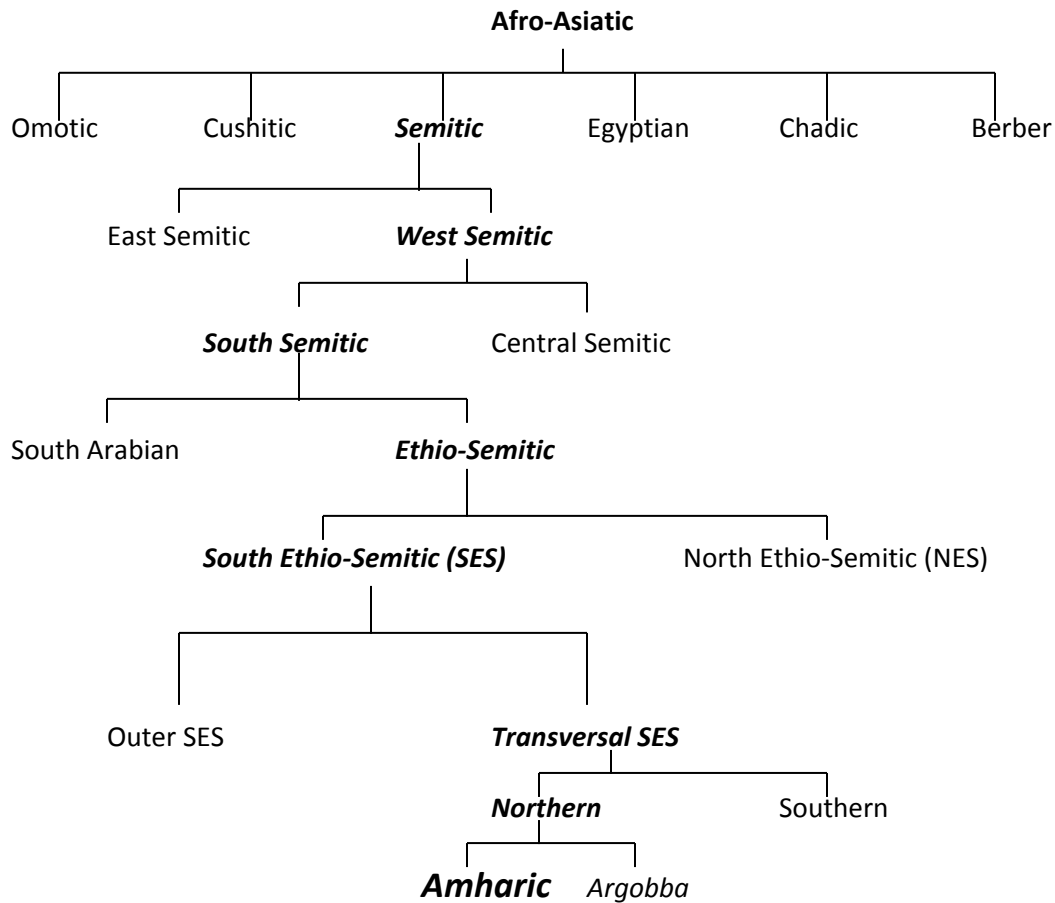 Afro-Asiatic
Omotic Cushitic Semitic Egyptian Chadic Berber
East Semitic West Semitic
South Semitic Central Semitic
South Arabian Ethio-Semitic
South Ethio-Semitic (SES) North Ethio-Semitic (NES)
Outer SES Transversal SES
Northern Southern
Amharic Argobba